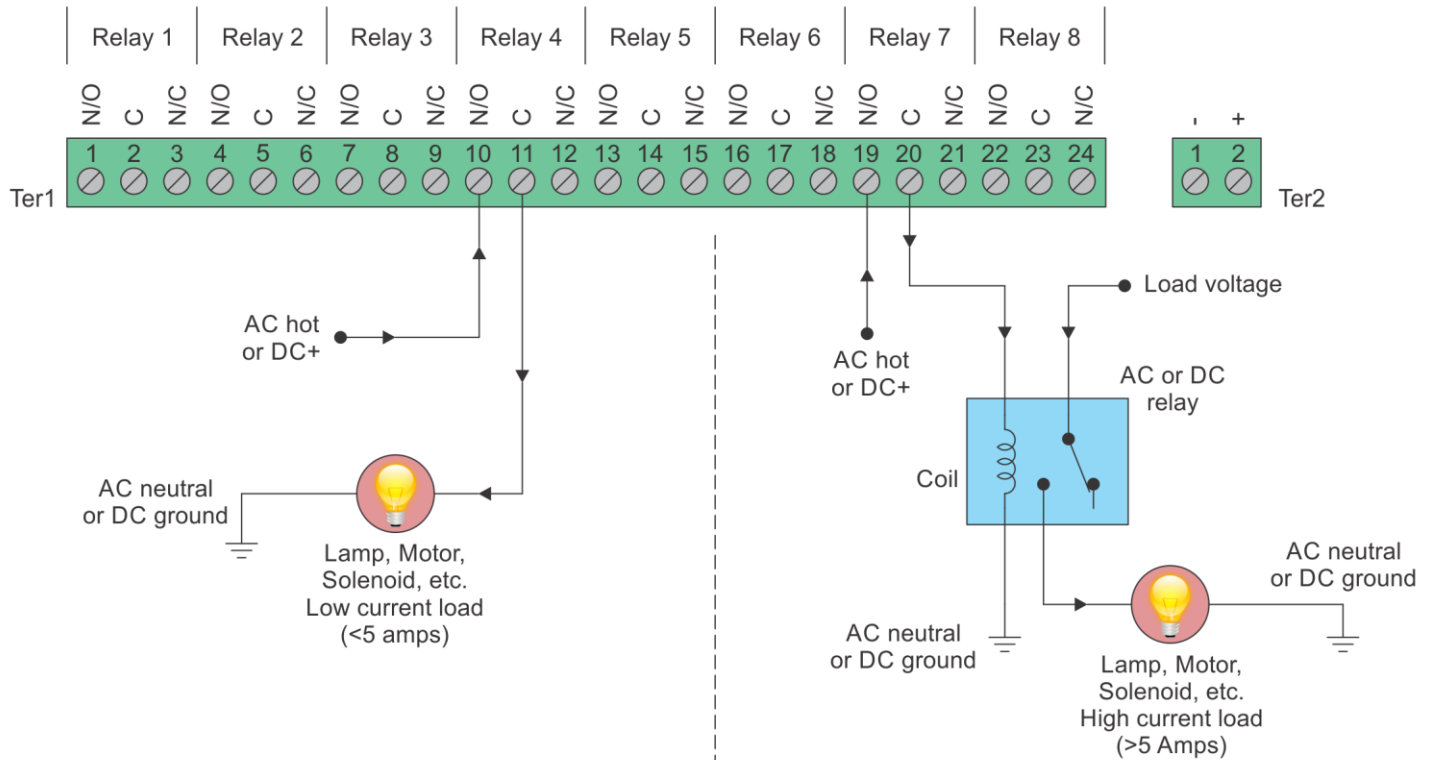 Relay 1 Relay 2 Relay 3 Relay 4 Relay 5 Relay 6 Relay 7 Relay 8
N/O C N/C N/O C N/C N/O C N/C N/O C N/C N/O C N/C N/O C N/C N/O C N/C N/O C N/C - +
1 2 3 4 5 6 7 8 9 10 11 12 13 14 15 16 17 18 19 20 21 22 23 24 1 2
Ter1
Ter2
AC hot
or DC+
AC neutral
or DC ground
Lamp, Motor,
Solenoid, etc.
Low current load
(<5 amps)
AC hot
or DC+
Load voltage
AC or DC
relay
Coil
AC neutral
or DC ground
AC neutral
or DC ground
Lamp, Motor,
Solenoid, etc.
High current load
(>5 Amps)